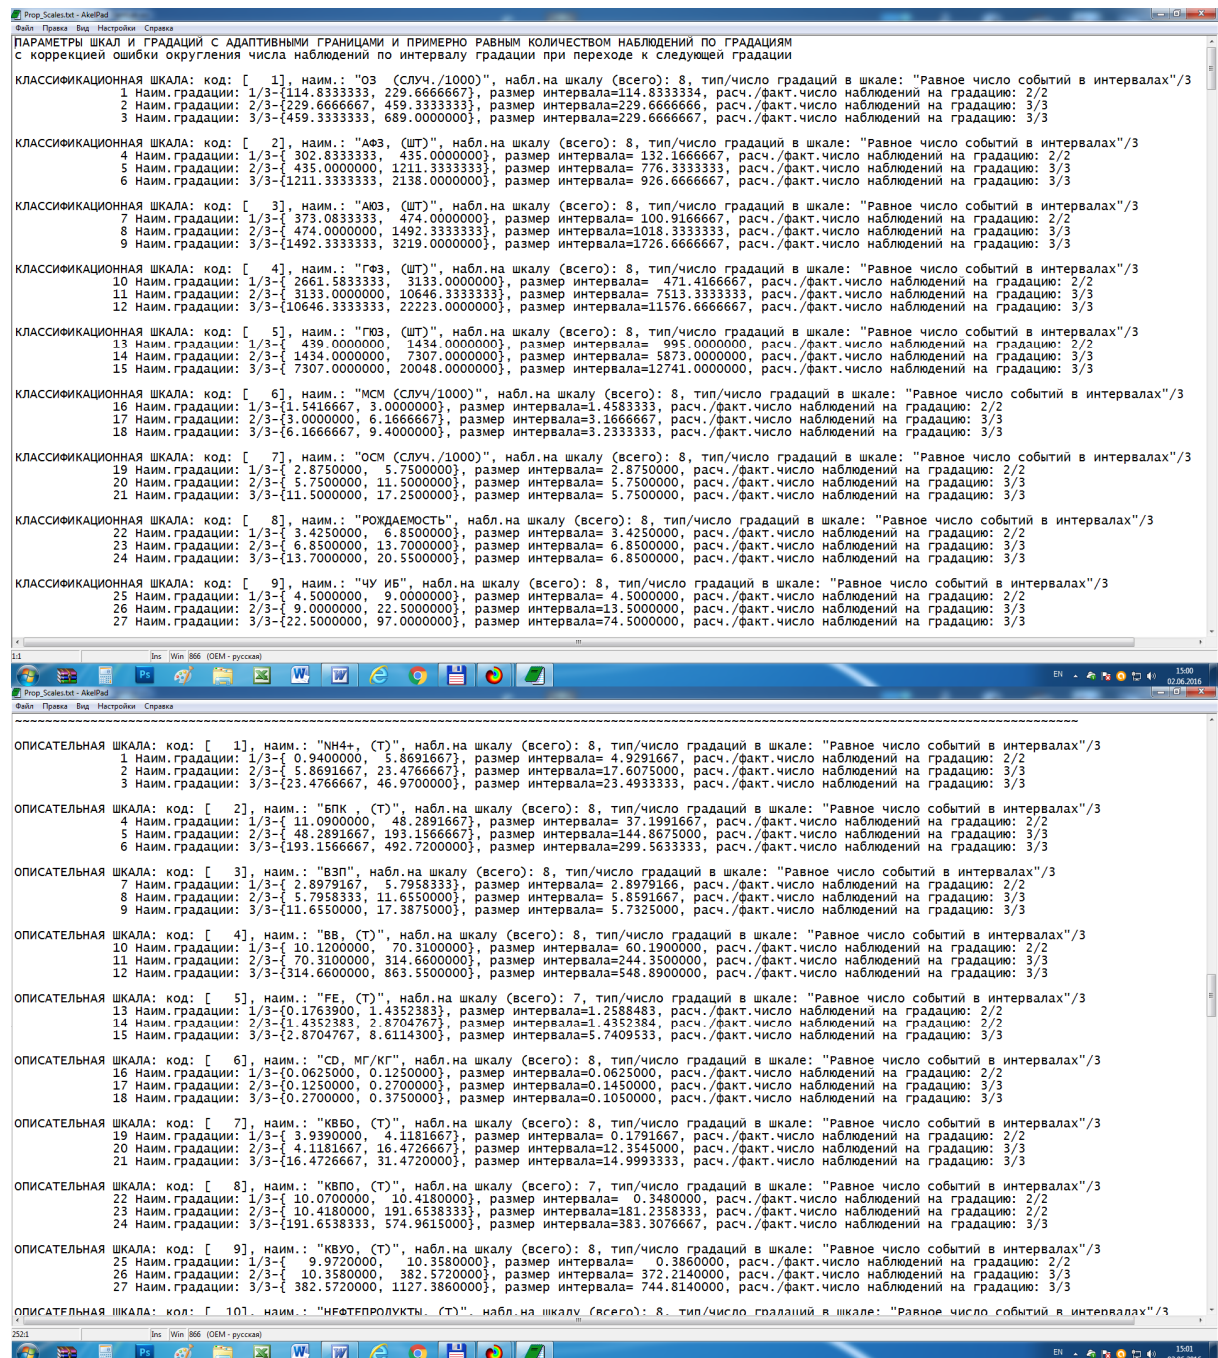 Prop_Scales.txt - AkelPad
Файл Правка Вид Настройки Справка
ПАРАМЕТРЫ ШКАЛ И ГРАДАЦИЙ С АДАПТИВНЫМИ ГРАНИЦАМИ И ПРИМЕРНО РАВНЫМ КОЛИЧЕСТВОМ НАБЛЮДЕНИЙ ПО ГРАДАЦИЯМ
с коррекцией ошибки округления числа наблюдений по интервалу градации при переходе к следующей градации
КЛАССИФИКАЦИОННАЯ ШКАЛА: код: [ 1], наим.: "ОЗ (СЛУЧ./1000)", набл.на шкалу (всего): 8, тип/число градаций в шкале: "Равное число событий в интервалах"/3
1 Наим.градации: 1/3-{114.8333333, 229.6666667}, размер интервала=114.8333334, расч./факт.число наблюдений на градацию: 2/2
2 Наим.градации: 2/3-{229.6666667, 459.3333333}, размер интервала=229.6666666, расч./факт.число наблюдений на градацию: 3/3
3 Наим.градации: 3/3-{459.3333333, 689.0000000}, размер интервала=229.6666667, расч./факт.число наблюдений на градацию: 3/3
КЛАССИФИКАЦИОННАЯ ШКАЛА: код: [ 2], наим.: "АФЗ, (ШТ)", набл.на шкалу (всего): 8, тип/число градаций в шкале: "Равное число событий в интервалах"/3
4 Наим.градации: 1/3-{ 302.8333333, 435.0000000}, размер интервала= 132.1666667, расч./факт.число наблюдений на градацию: 2/2
5 Наим.градации: 2/3-{ 435.0000000, 1211.3333333}, размер интервала= 776.3333333, расч./факт.число наблюдений на градацию: 3/3
6 Наим.градации: 3/3-{1211.3333333, 2138.0000000}, размер интервала= 926.6666667, расч./факт.число наблюдений на градацию: 3/3
КЛАССИФИКАЦИОННАЯ ШКАЛА: код: [ 3], наим.: "АЮЗ, (ШТ)", набл.на шкалу (всего): 8, тип/число градаций в шкале: "Равное число событий в интервалах"/3
7 Наим.градации: 1/3-{ 373.0833333, 474.0000000}, размер интервала= 100.9166667, расч./факт.число наблюдений на градацию: 2/2
8 Наим.градации: 2/3-{ 474.0000000, 1492.3333333}, размер интервала=1018.3333333, расч./факт.число наблюдений на градацию: 3/3
9 Наим.градации: 3/3-{1492.3333333, 3219.0000000}, размер интервала=1726.6666667, расч./факт.число наблюдений на градацию: 3/3
КЛАССИФИКАЦИОННАЯ ШКАЛА: код: [ 4], наим.: "ГФЗ, (ШТ)", набл.на шкалу (всего): 8, тип/число градаций в шкале: "Равное число событий в интервалах"/3
10 Наим.градации: 1/3-{ 2661.5833333, 3133.0000000}, размер интервала= 471.4166667, расч./факт.число наблюдений на градацию: 2/2
11 Наим.градации: 2/3-{ 3133.0000000, 10646.3333333}, размер интервала= 7513.3333333, расч./факт.число наблюдений на градацию: 3/3
12 Наим.градации: 3/3-{10646.3333333, 22223.0000000}, размер интервала=11576.6666667, расч./факт.число наблюдений на градацию: 3/3
КЛАССИФИКАЦИОННАЯ ШКАЛА: код: [ 5], наим.: "ГЮЗ, (ШТ)", набл.на шкалу (всего): 8, тип/число градаций в шкале: "Равное число событий в интервалах"/3
13 Наим.градации: 1/3-{ 439.0000000, 1434.0000000}, размер интервала= 995.0000000, расч./факт.число наблюдений на градацию: 2/2
14 Наим.градации: 2/3-{ 1434.0000000, 7307.0000000}, размер интервала= 5873.0000000, расч./факт.число наблюдений на градацию: 3/3
15 Наим.градации: 3/3-{ 7307.0000000, 20048.0000000}, размер интервала=12741.0000000, расч./факт.число наблюдений на градацию: 3/3
КЛАССИФИКАЦИОННАЯ ШКАЛА: код: [ 6], наим.: "МСМ (СЛУЧ/1000)", набл.на шкалу (всего): 8, тип/число градаций в шкале: "Равное число событий в интервалах"/3
16 Наим.градации: 1/3-{1.5416667, 3.0000000}, размер интервала=1.4583333, расч./факт.число наблюдений на градацию: 2/2
17 Наим.градации: 2/3-{3.0000000, 6.1666667}, размер интервала=3.1666667, расч./факт.число наблюдений на градацию: 3/3
18 Наим.градации: 3/3-{6.1666667, 9.4000000}, размер интервала=3.2333333, расч./факт.число наблюдений на градацию: 3/3
КЛАССИФИКАЦИОННАЯ ШКАЛА: код: [ 7], наим.: "ОСМ (СЛУЧ./1000)", набл.на шкалу (всего): 8, тип/число градаций в шкале: "Равное число событий в интервалах"/3
19 Наим.градации: 1/3-{ 2.8750000, 5.7500000}, размер интервала= 2.8750000, расч./факт.число наблюдений на градацию: 2/2
20 Наим.градации: 2/3-{ 5.7500000, 11.5000000}, размер интервала= 5.7500000, расч./факт.число наблюдений на градацию: 3/3
21 Наим.градации: 3/3-{11.5000000, 17.2500000}, размер интервала= 5.7500000, расч./факт.число наблюдений на градацию: 3/3
КЛАССИФИКАЦИОННАЯ ШКАЛА: код: [ 8], наим.: "РОЖДАЕМОСТЬ", набл.на шкалу (всего): 8, тип/число градаций в шкале: "Равное число событий в интервалах"/3
22 Наим.градации: 1/3-{ 3.4250000, 6.8500000}, размер интервала= 3.4250000, расч./факт.число наблюдений на градацию: 2/2
23 Наим.градации: 2/3-{ 6.8500000, 13.7000000}, размер интервала= 6.8500000, расч./факт.число наблюдений на градацию: 3/3
24 Наим.градации: 3/3-{13.7000000, 20.5500000}, размер интервала= 6.8500000, расч./факт.число наблюдений на градацию: 3/3
КЛАССИФИКАЦИОННАЯ ШКАЛА: код: [ 9], наим.: "ЧУ ИБ", набл.на шкалу (всего): 8, тип/число градаций в шкале: "Равное число событий в интервалах"/3
25 Наим.градации: 1/3-{ 4.5000000, 9.0000000}, размер интервала= 4.5000000, расч./факт.число наблюдений на градацию: 2/2
26 Наим.градации: 2/3-{ 9.0000000, 22.5000000}, размер интервала=13.5000000, расч./факт.число наблюдений на градацию: 3/3
27 Наим.градации: 3/3-{22.5000000, 97.0000000}, размер интервала=74.5000000, расч./факт.число наблюдений на градацию: 3/3
1:1 Ins Win 866 (OEM - русская)
EN 15:00
02.06.2016
Prop_Scales.txt - AkelPad
Файл Правка Вид Настройки Справка
ОПИСАТЕЛЬНАЯ ШКАЛА: код: [ 1], наим.: "NH4+, (Т)", набл.на шкалу (всего): 8, тип/число градаций в шкале: "Равное число событий в интервалах"/3
1 Наим.градации: 1/3-{ 0.9400000, 5.8691667}, размер интервала= 4.9291667, расч./факт.число наблюдений на градацию: 2/2
2 Наим.градации: 2/3-{ 5.8691667, 23.4766667}, размер интервала=17.6075000, расч./факт.число наблюдений на градацию: 3/3
3 Наим.градации: 3/3-{23.4766667, 46.9700000}, размер интервала=23.4933333, расч./факт.число наблюдений на градацию: 3/3
ОПИСАТЕЛЬНАЯ ШКАЛА: код: [ 2], наим.: "БПК , (Т)", набл.на шкалу (всего): 8, тип/число градаций в шкале: "Равное число событий в интервалах"/3
4 Наим.градации: 1/3-{ 11.0900000, 48.2891667}, размер интервала= 37.1991667, расч./факт.число наблюдений на градацию: 2/2
5 Наим.градации: 2/3-{ 48.2891667, 193.1566667}, размер интервала=144.8675000, расч./факт.число наблюдений на градацию: 3/3
6 Наим.градации: 3/3-{193.1566667, 492.7200000}, размер интервала=299.5633333, расч./факт.число наблюдений на градацию: 3/3
ОПИСАТЕЛЬНАЯ ШКАЛА: код: [ 3], наим.: "ВЗП", набл.на шкалу (всего): 8, тип/число градаций в шкале: "Равное число событий в интервалах"/3
7 Наим.градации: 1/3-{ 2.8979167, 5.7958333}, размер интервала= 2.8979166, расч./факт.число наблюдений на градацию: 2/2
8 Наим.градации: 2/3-{ 5.7958333, 11.6550000}, размер интервала= 5.8591667, расч./факт.число наблюдений на градацию: 3/3
9 Наим.градации: 3/3-{11.6550000, 17.3875000}, размер интервала= 5.7325000, расч./факт.число наблюдений на градацию: 3/3
ОПИСАТЕЛЬНАЯ ШКАЛА: код: [ 4], наим.: "ВВ, (Т)", набл.на шкалу (всего): 8, тип/число градаций в шкале: "Равное число событий в интервалах"/3
10 Наим.градации: 1/3-{ 10.1200000, 70.3100000}, размер интервала= 60.1900000, расч./факт.число наблюдений на градацию: 2/2
11 Наим.градации: 2/3-{ 70.3100000, 314.6600000}, размер интервала=244.3500000, расч./факт.число наблюдений на градацию: 3/3
12 Наим.градации: 3/3-{314.6600000, 863.5500000}, размер интервала=548.8900000, расч./факт.число наблюдений на градацию: 3/3
ОПИСАТЕЛЬНАЯ ШКАЛА: код: [ 5], наим.: "FE, (Т)", набл.на шкалу (всего): 7, тип/число градаций в шкале: "Равное число событий в интервалах"/3
13 Наим.градации: 1/3-{0.1763900, 1.4352383}, размер интервала=1.2588483, расч./факт.число наблюдений на градацию: 2/2
14 Наим.градации: 2/3-{1.4352383, 2.8704767}, размер интервала=1.4352384, расч./факт.число наблюдений на градацию: 2/2
15 Наим.градации: 3/3-{2.8704767, 8.6114300}, размер интервала=5.7409533, расч./факт.число наблюдений на градацию: 3/3
ОПИСАТЕЛЬНАЯ ШКАЛА: код: [ 6], наим.: "CD, МГ/КГ", набл.на шкалу (всего): 8, тип/число градаций в шкале: "Равное число событий в интервалах"/3
16 Наим.градации: 1/3-{0.0625000, 0.1250000}, размер интервала=0.0625000, расч./факт.число наблюдений на градацию: 2/2
17 Наим.градации: 2/3-{0.1250000, 0.2700000}, размер интервала=0.1450000, расч./факт.число наблюдений на градацию: 3/3
18 Наим.градации: 3/3-{0.2700000, 0.3750000}, размер интервала=0.1050000, расч./факт.число наблюдений на градацию: 3/3
ОПИСАТЕЛЬНАЯ ШКАЛА: код: [ 7], наим.: "КВБО, (Т)", набл.на шкалу (всего): 8, тип/число градаций в шкале: "Равное число событий в интервалах"/3
19 Наим.градации: 1/3-{ 3.9390000, 4.1181667}, размер интервала= 0.1791667, расч./факт.число наблюдений на градацию: 2/2
20 Наим.градации: 2/3-{ 4.1181667, 16.4726667}, размер интервала=12.3545000, расч./факт.число наблюдений на градацию: 3/3
21 Наим.градации: 3/3-{16.4726667, 31.4720000}, размер интервала=14.9993333, расч./факт.число наблюдений на градацию: 3/3
ОПИСАТЕЛЬНАЯ ШКАЛА: код: [ 8], наим.: "КВПО, (Т)", набл.на шкалу (всего): 7, тип/число градаций в шкале: "Равное число событий в интервалах"/3
22 Наим.градации: 1/3-{ 10.0700000, 10.4180000}, размер интервала= 0.3480000, расч./факт.число наблюдений на градацию: 2/2
23 Наим.градации: 2/3-{ 10.4180000, 191.6538333}, размер интервала=181.2358333, расч./факт.число наблюдений на градацию: 2/2
24 Наим.градации: 3/3-{191.6538333, 574.9615000}, размер интервала=383.3076667, расч./факт.число наблюдений на градацию: 3/3
ОПИСАТЕЛЬНАЯ ШКАЛА: код: [ 9], наим.: "КВУО, (Т)", набл.на шкалу (всего): 8, тип/число градаций в шкале: "Равное число событий в интервалах"/3
25 Наим.градации: 1/3-{ 9.9720000, 10.3580000}, размер интервала= 0.3860000, расч./факт.число наблюдений на градацию: 2/2
26 Наим.градации: 2/3-{ 10.3580000, 382.5720000}, размер интервала= 372.2140000, расч./факт.число наблюдений на градацию: 3/3
27 Наим.градации: 3/3-{ 382.5720000, 1127.3860000}, размер интервала= 744.8140000, расч./факт.число наблюдений на градацию: 3/3
ОПИСАТЕЛЬНАЯ ШКАЛА: код: [ 10], наим.: "НЕФТЕПРОДУКТЫ, (Т)", набл.на шкалу (всего): 8, тип/число градаций в шкале: "Равное число событий в интервалах"/3
252:1 Ins Win 866 (OEM - русская)
EN 15:01
02.06.2016